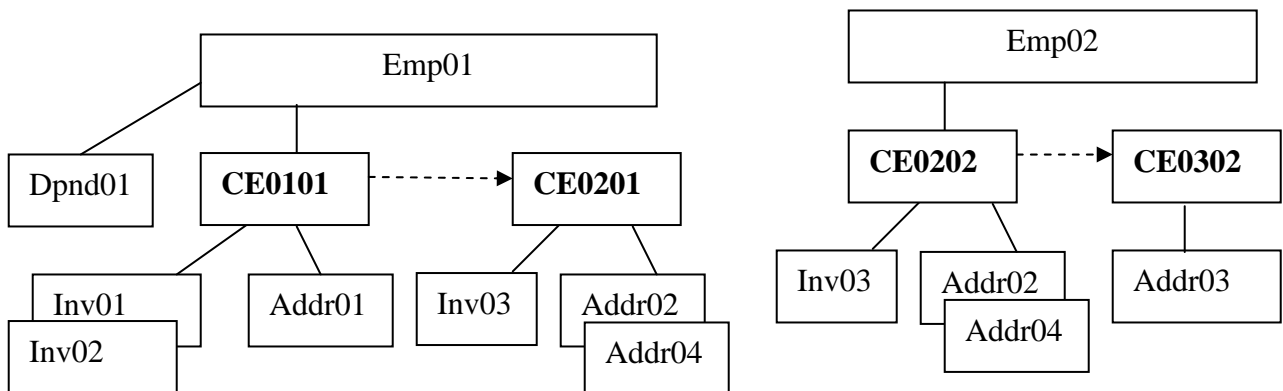 Emp01
Emp02
Dpnd01
CE0101
CE0201
CE0202
CE0302
Inv01
Inv02
Addr01
Inv03
Addr02
Addr04
Inv03
Addr02
Addr04
Addr03